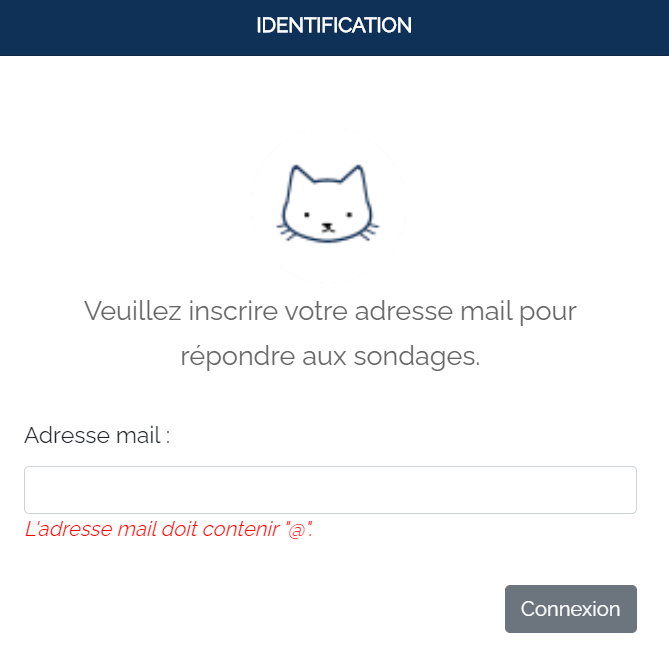 IDENTIFICATION
Veuillez inscrire votre adresse mail pour
répondre aux sondages.
Adresse mail :
L'adresse mail doit contenir "@".
Connexion